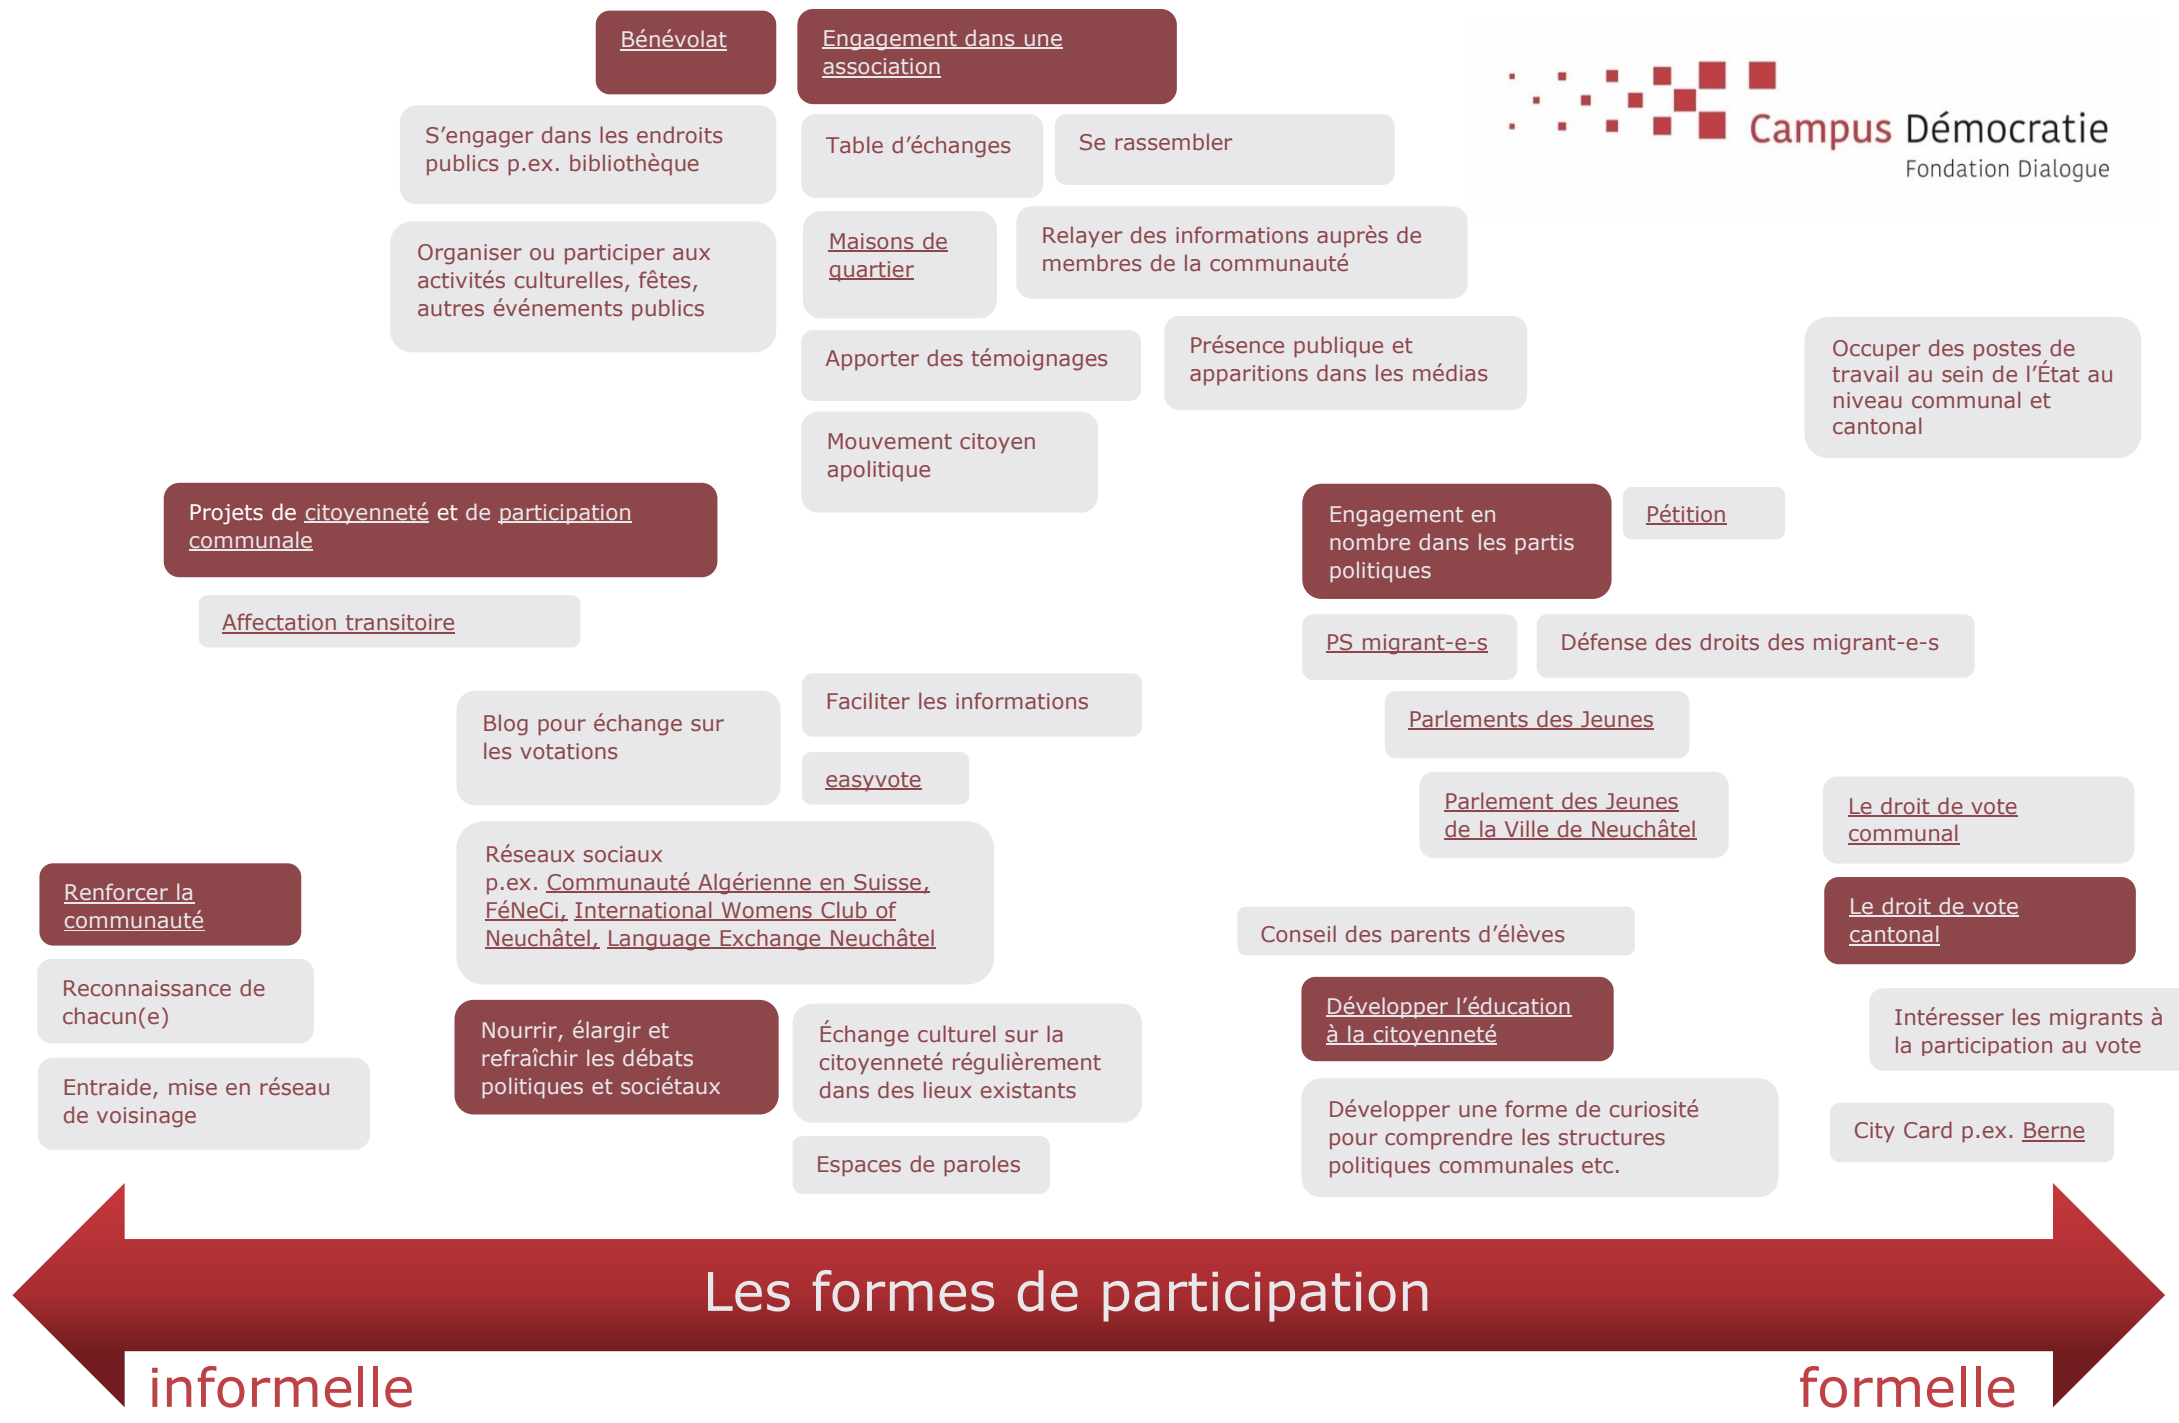 Bénévolat
Engagement dans une
association
Campus Démocratie
Fondation Dialogue
S’engager dans les endroits
publics p.ex. bibliothèque
Table d’échanges
Se rassembler
Organiser ou participer aux
activités culturelles, fêtes,
autres événements publics
Maisons de
quartier
Relayer des informations auprès de
membres de la communauté
Apporter des témoignages
Présence publique et
apparitions dans les médias
Occuper des postes de
travail au sein de l’État au
niveau communal et
cantonal
Mouvement citoyen
apolitique
Projets de citoyenneté et de participation
communale
Engagement en
nombre dans les partis
politiques
Pétition
Affectation transitoire
PS migrant-e-s
Défense des droits des migrant-e-s
Blog pour échange sur
les votations
Faciliter les informations
Parlements des Jeunes
easyvote
Parlement des Jeunes
de la Ville de Neuchâtel
Le droit de vote
communal
Réseaux sociaux
p.ex. Communauté Algérienne en Suisse,
FéNeCi, International Womens Club of
Neuchâtel, Language Exchange Neuchâtel
Renforcer la
communauté
Conseil des parents d’élèves
Le droit de vote
cantonal
Reconnaissance de
chacun(e)
Nourrir, élargir et
refraîchir les débats
politiques et sociétaux
Échange culturel sur la
citoyenneté régulièrement
dans des lieux existants
Développer l’éducation
à la citoyenneté
Intéresser les migrants à
la participation au vote
Entraide, mise en réseau
de voisinage
Développer une forme de curiosité
pour comprendre les structures
politiques communales etc.
City Card p.ex. Berne
Espaces de paroles
Les formes de participation
informelle
formelle